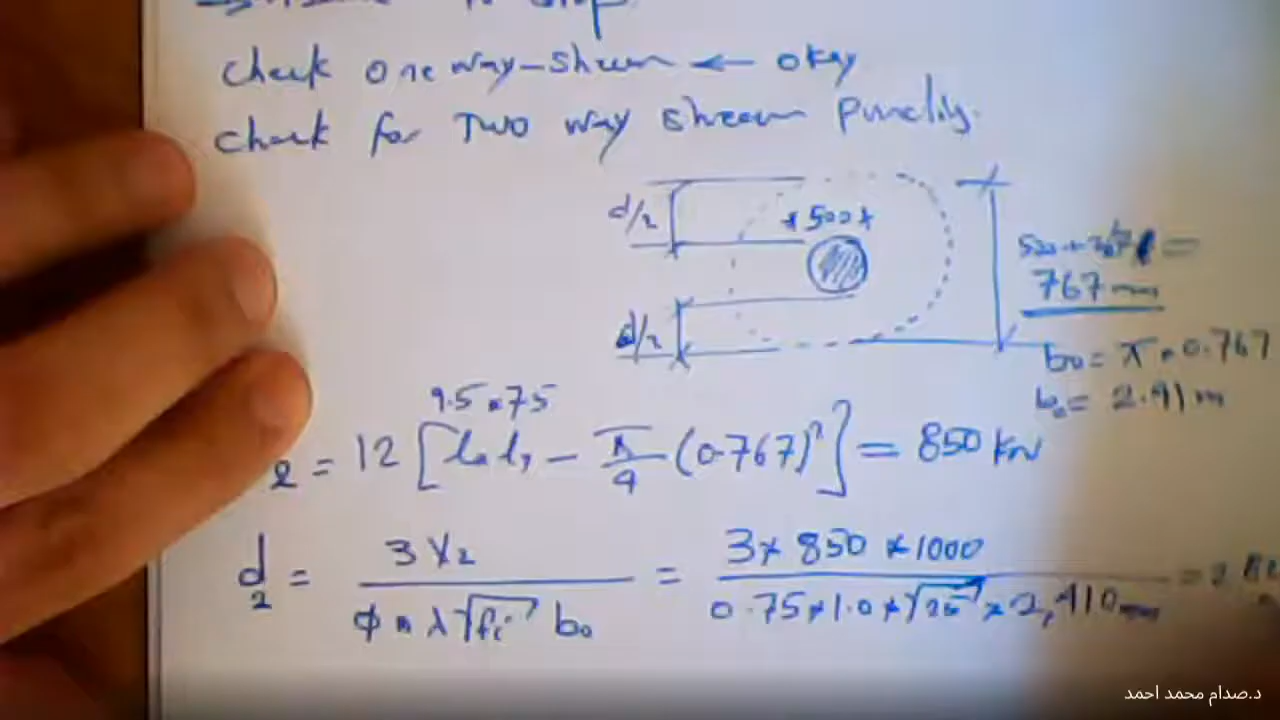 Check One way-Shear ← okay
Check for Two way shear Punching.
d/2
*500*
d/2
767 mm
b₀ = π * 0.767
b₀ = 2.41 m
9.5 * 7.5
= 12 [ - π/4 (0.767)²] = 850 kN
d₂ = 3 V₂ / φ * λ √fc' b₀ = 3 * 850 * 1000 / 0.75 * 1.0 * √25 * 2,410 mm =
د.صدام محمد احمد